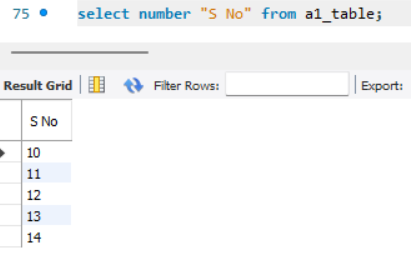 75 select number "S No" from a1_table;
Result Grid Filter Rows: Export:
S No
10
11
12
13
14